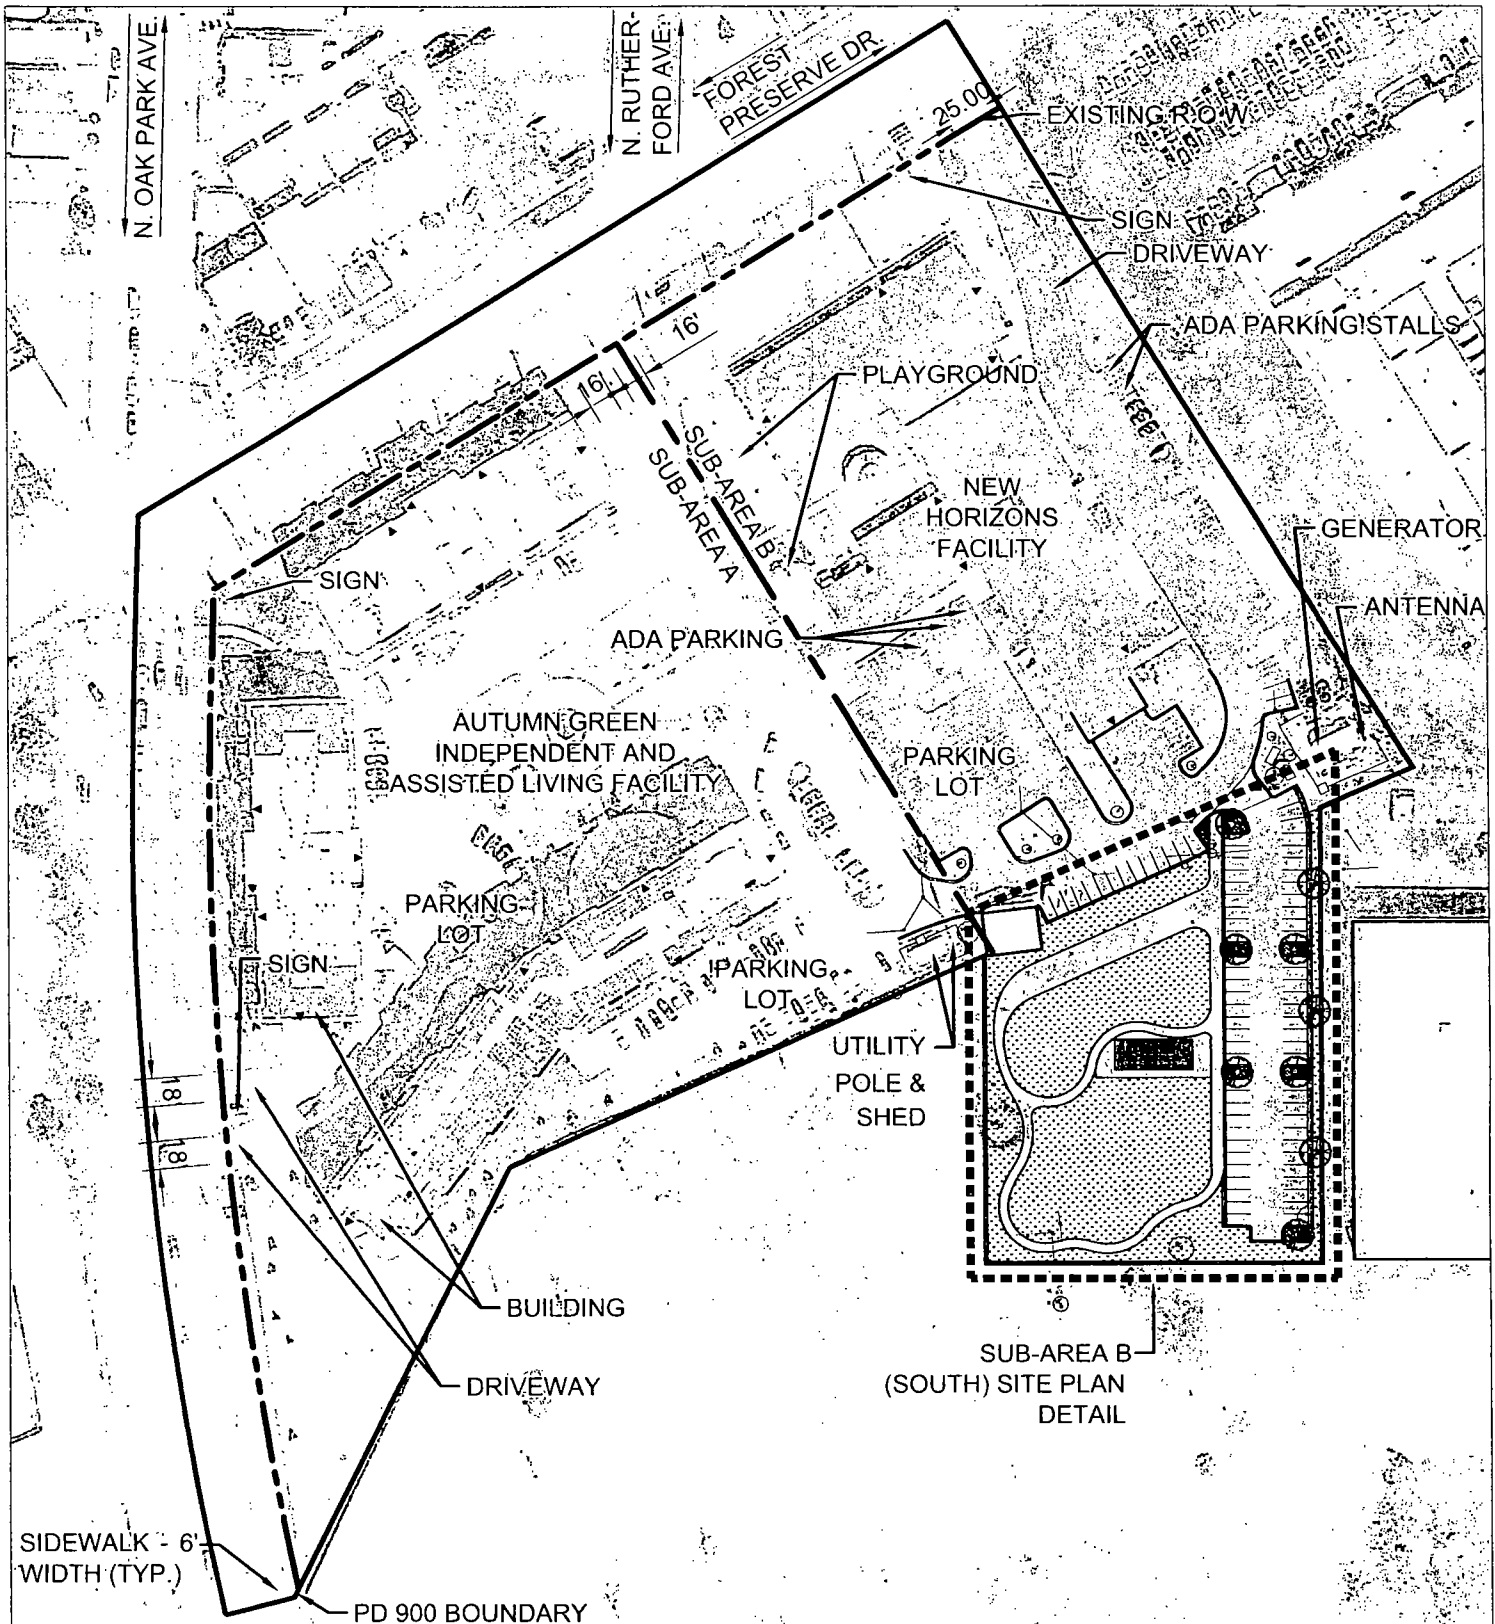 N. OAK PARK AVE.
N. RUTHER-
FORD AVE.
FOREST
PRESERVE DR.
25.00
EXISTING R.O.W.
SIGN
DRIVEWAY
ADA PARKING STALLS
16'
16'
PLAYGROUND
SUB-AREA B
SUB-AREA A
NEW
HORIZONS
FACILITY
GENERATOR
ANTENNA
SIGN
ADA PARKING
AUTUMN GREEN
INDEPENDENT AND
ASSISTED LIVING FACILITY
PARKING
LOT
PARKING
LOT
SIGN
PARKING
LOT
UTILITY
POLE &
SHED
18'
18'
BUILDING
DRIVEWAY
SUB-AREA B
(SOUTH) SITE PLAN
DETAIL
SIDEWALK - 6'
WIDTH (TYP.)
PD 900 BOUNDARY